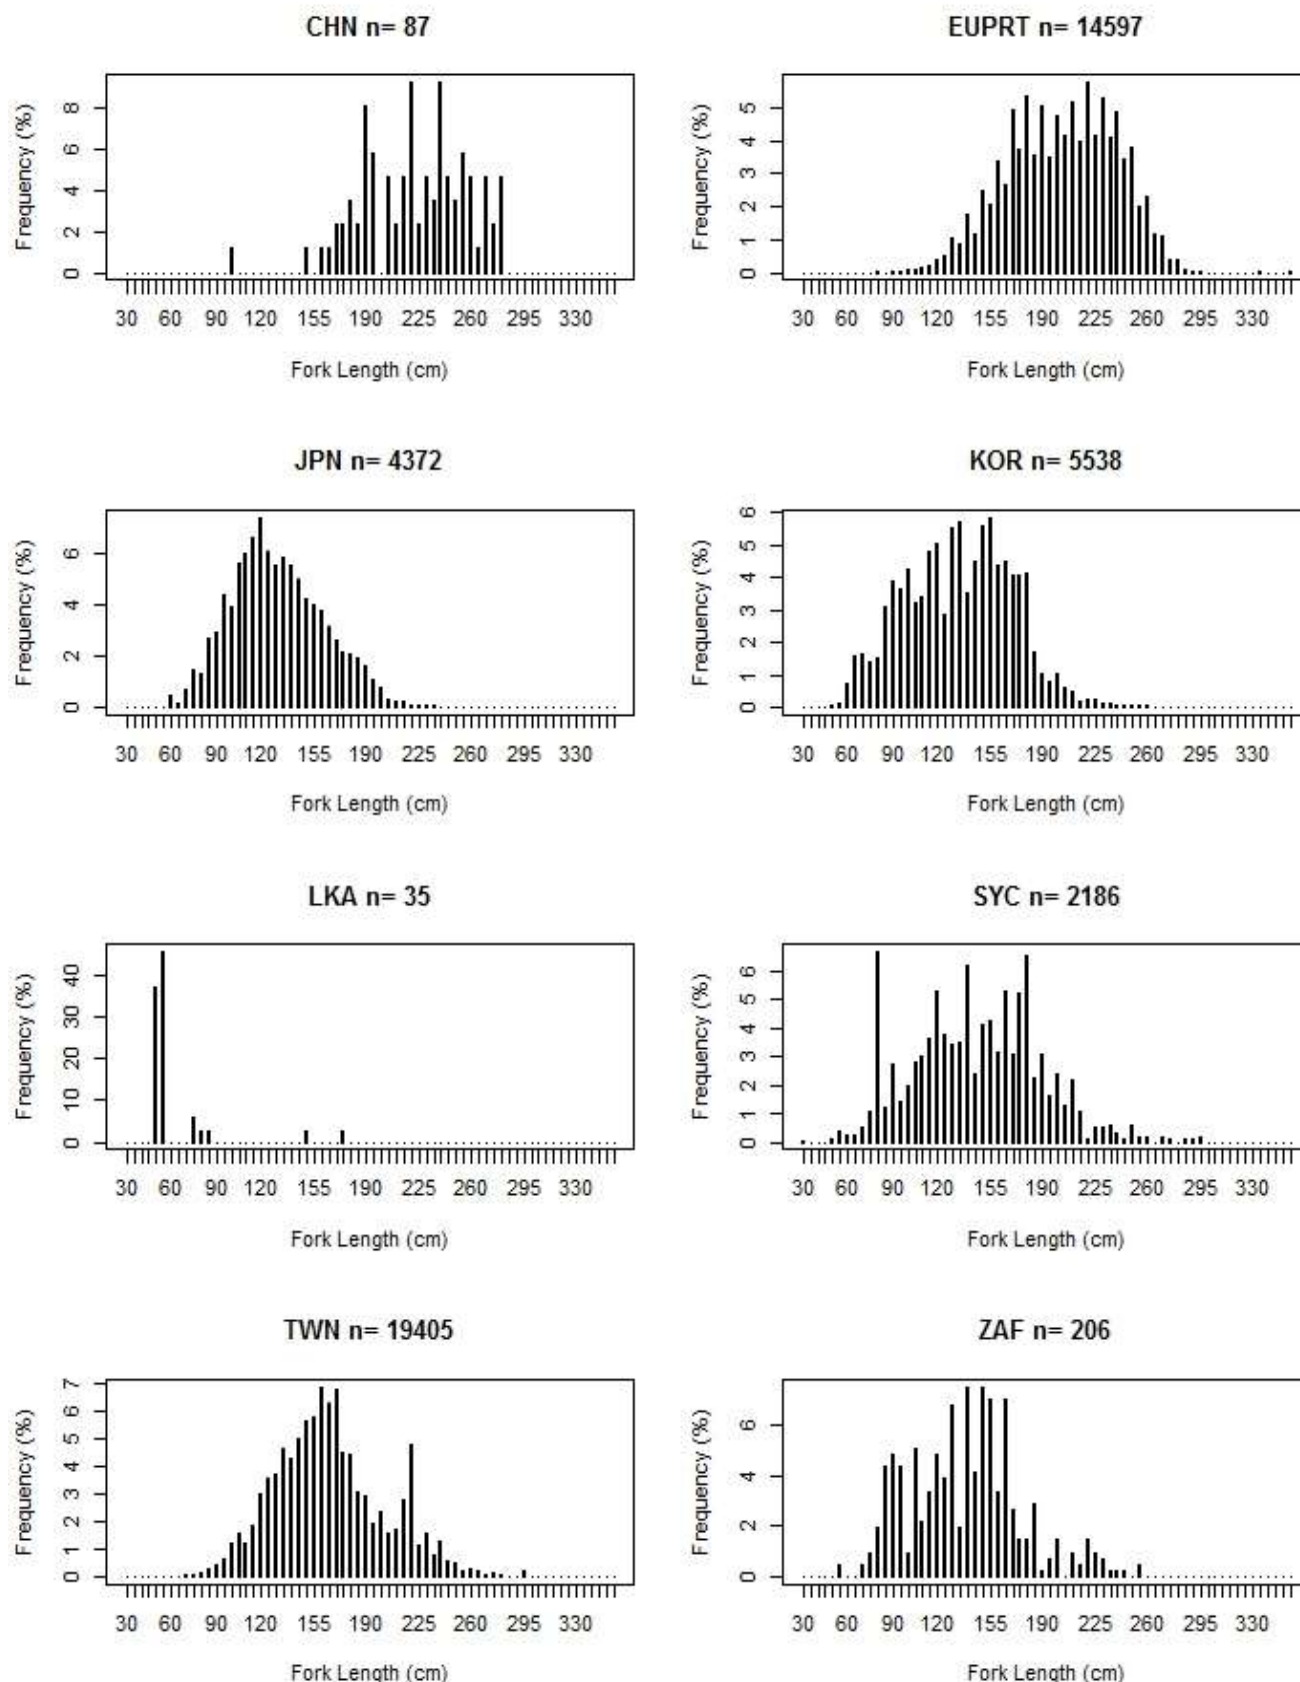 CHN n= 87
Frequency (%)
8
6
4
2
0
30 60 90 120 155 190 225 260 295 330
Fork Length (cm)
EUPRT n= 14597
Frequency (%)
5
4
3
2
1
0
30 60 90 120 155 190 225 260 295 330
Fork Length (cm)
JPN n= 4372
Frequency (%)
6
4
2
0
30 60 90 120 155 190 225 260 295 330
Fork Length (cm)
KOR n= 5538
Frequency (%)
6
5
4
3
2
1
0
30 60 90 120 155 190 225 260 295 330
Fork Length (cm)
LKA n= 35
Frequency (%)
40
30
20
10
0
30 60 90 120 155 190 225 260 295 330
Fork Length (cm)
SYC n= 2186
Frequency (%)
6
5
4
3
2
1
0
30 60 90 120 155 190 225 260 295 330
Fork Length (cm)
TWN n= 19405
Frequency (%)
7
6
5
4
3
2
1
0
30 60 90 120 155 190 225 260 295 330
Fork Length (cm)
ZAF n= 206
Frequency (%)
6
4
2
0
30 60 90 120 155 190 225 260 295 330
Fork Length (cm)